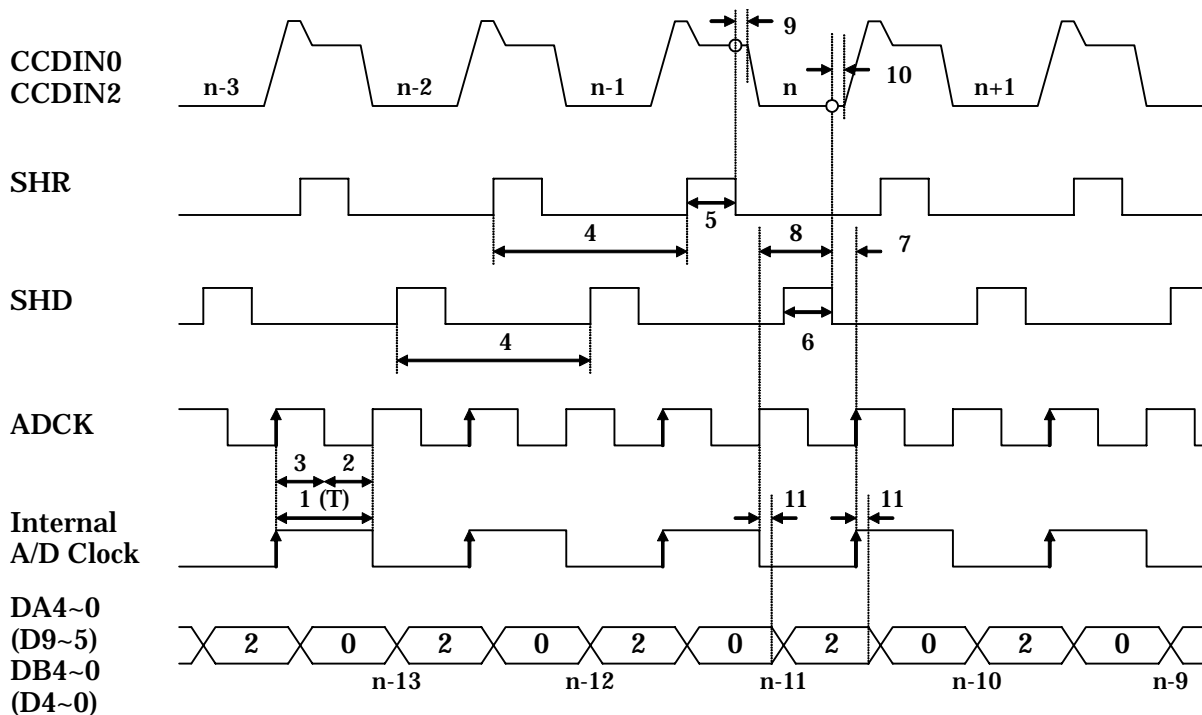 9
CCDIN0
CCDIN2
n-3
n-2
n-1
n
10
n+1
SHR
5
4
8
7
SHD
6
4
ADCK
3
2
1 (T)
11
11
Internal
A/D Clock
DA4~0
(D9~5)
DB4~0
(D4~0)
2
0
2
0
2
0
2
0
2
0
n-13
n-12
n-11
n-10
n-9